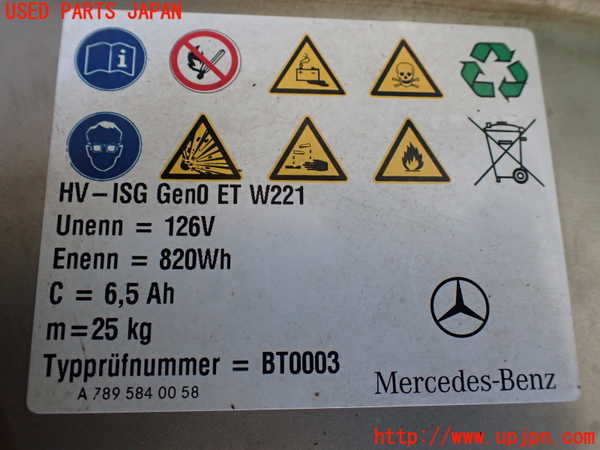 USED PARTS JAPAN
HV-ISG Gen0 ET W221
Unenn = 126V
Enenn = 820Wh
C = 6,5 Ah
m=25 kg
Typprüfnummer = BT0003
A 789 584 00 58
Mercedes-Benz
http://www.upjpn.com/